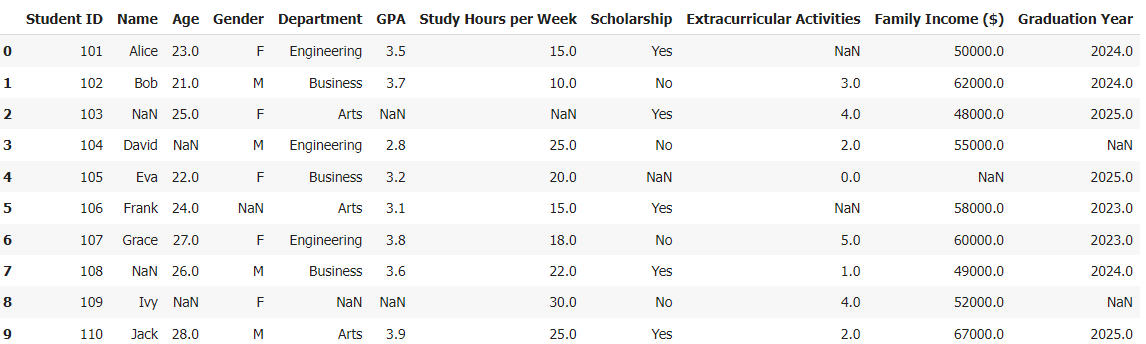 Student ID Name Age Gender Department GPA Study Hours per Week Scholarship Extracurricular Activities Family Income ($) Graduation Year
0 101 Alice 23.0 F Engineering 3.5 15.0 Yes NaN 50000.0 2024.0
1 102 Bob 21.0 M Business 3.7 10.0 No 3.0 62000.0 2024.0
2 103 NaN 25.0 F Arts NaN NaN Yes 4.0 48000.0 2025.0
3 104 David NaN M Engineering 2.8 25.0 No 2.0 55000.0 NaN
4 105 Eva 22.0 F Business 3.2 20.0 NaN 0.0 NaN 2025.0
5 106 Frank 24.0 NaN Arts 3.1 15.0 Yes NaN 58000.0 2023.0
6 107 Grace 27.0 F Engineering 3.8 18.0 No 5.0 60000.0 2023.0
7 108 NaN 26.0 M Business 3.6 22.0 Yes 1.0 49000.0 2024.0
8 109 Ivy NaN F NaN NaN 30.0 No 4.0 52000.0 NaN
9 110 Jack 28.0 M Arts 3.9 25.0 Yes 2.0 67000.0 2025.0